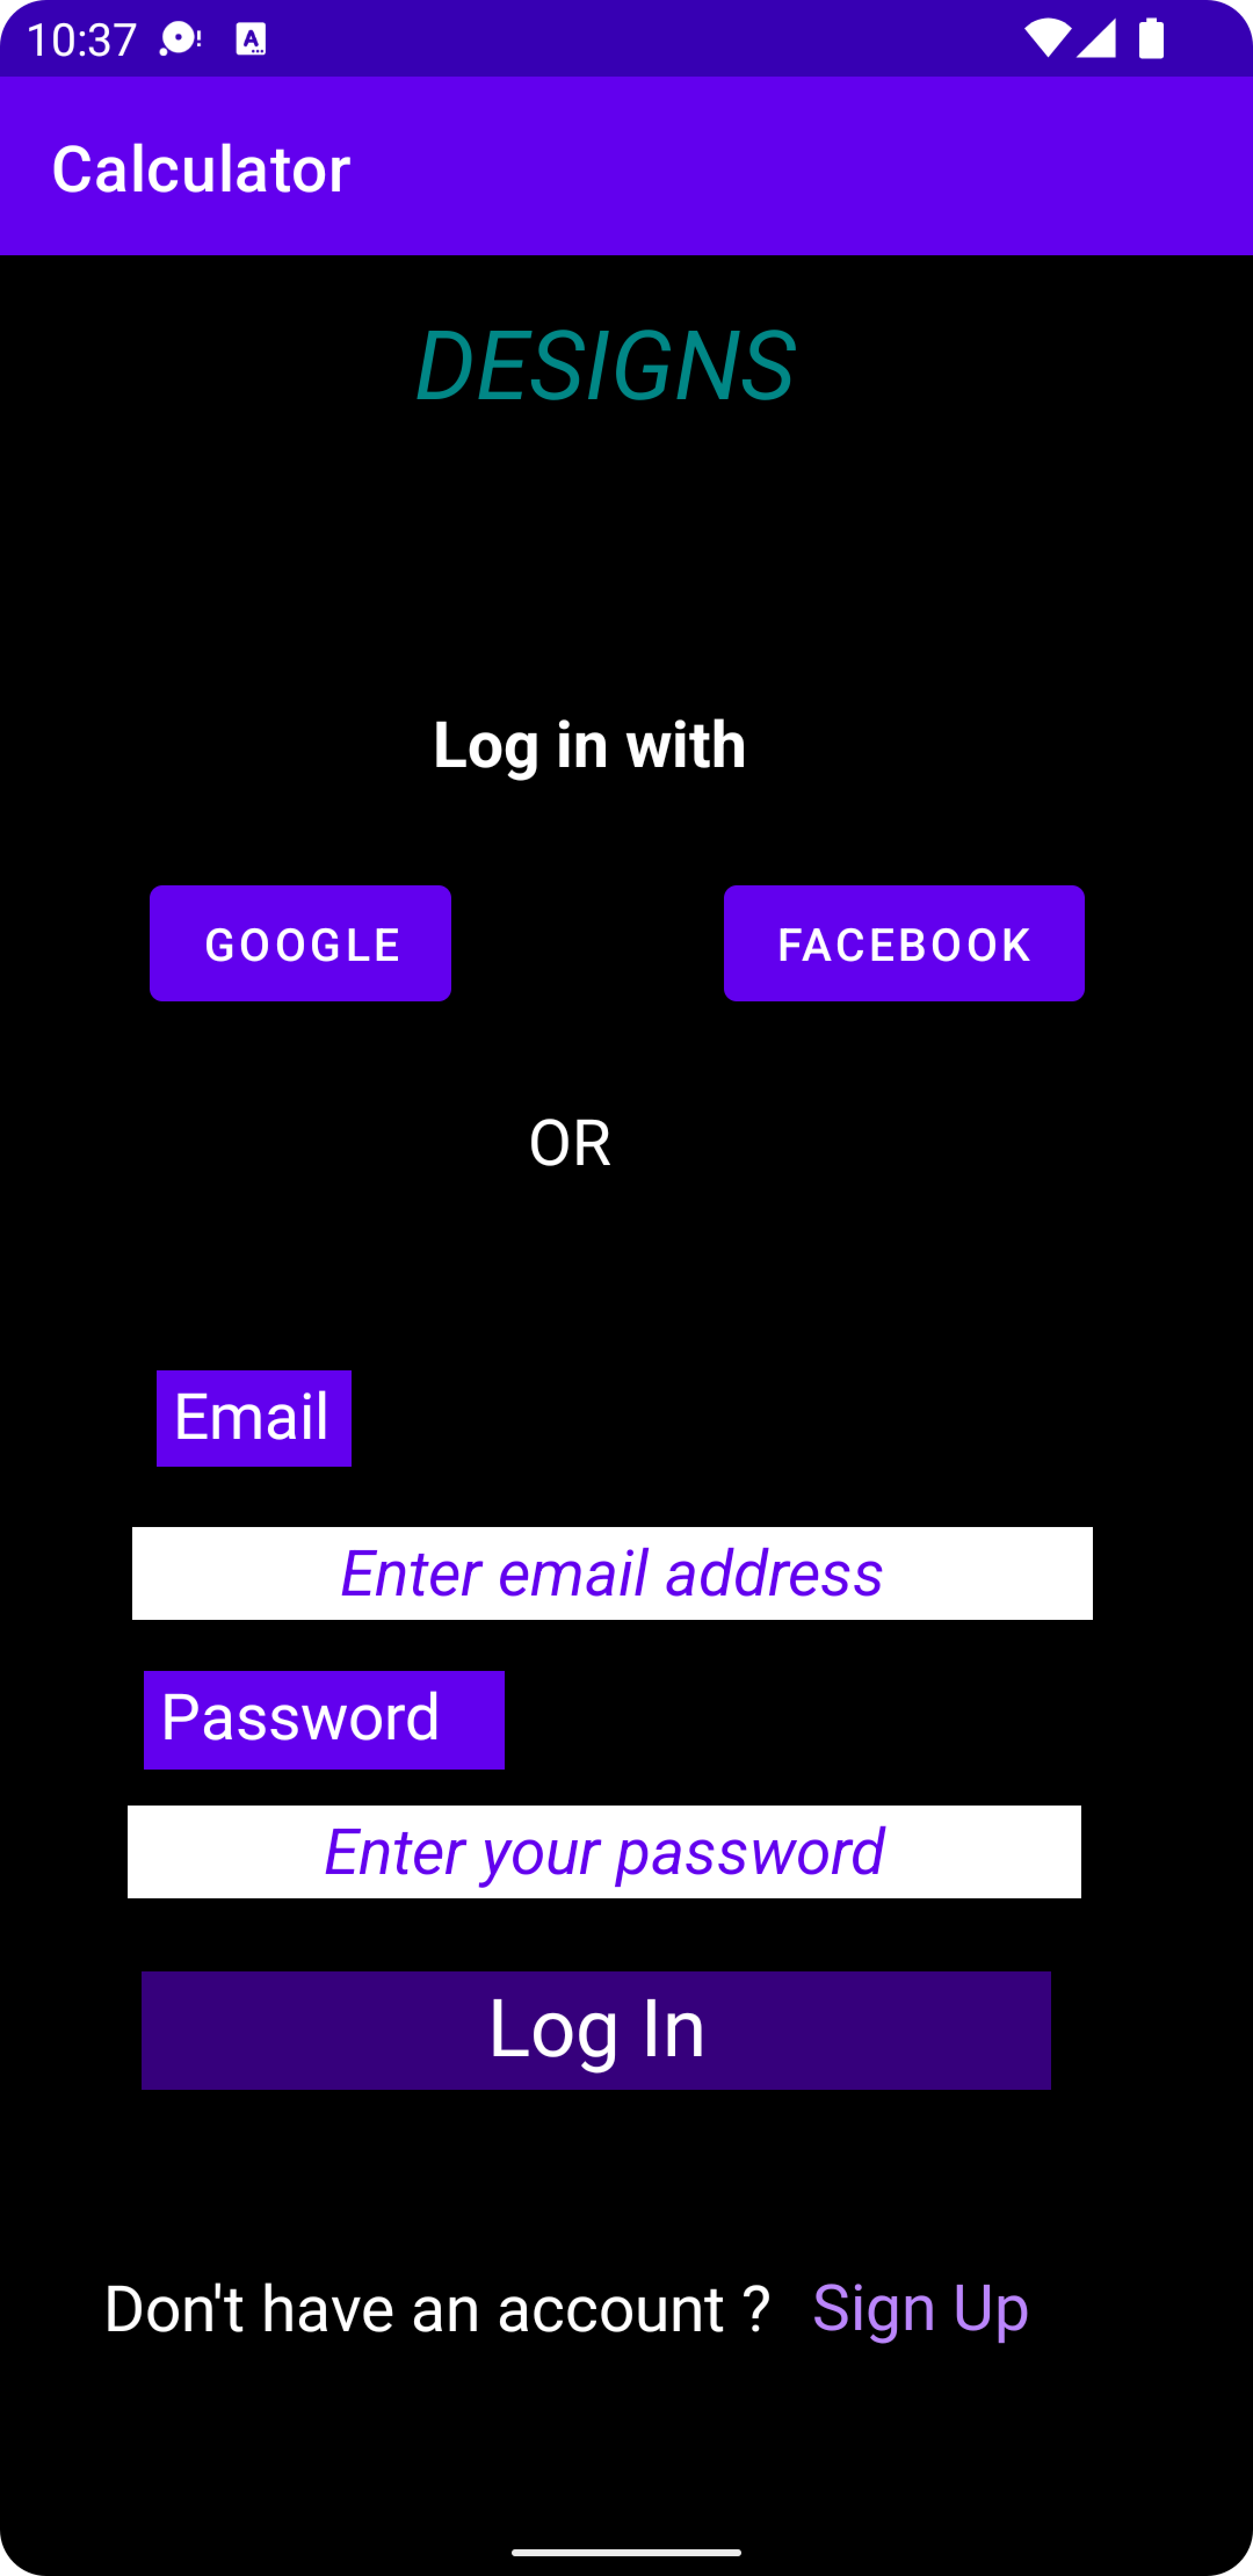 10:37
Calculator
DESIGNS
Log in with
GOOGLE FACEBOOK
OR
Email
Enter email address
Password
Enter your password
Log In
Don't have an account ? Sign Up